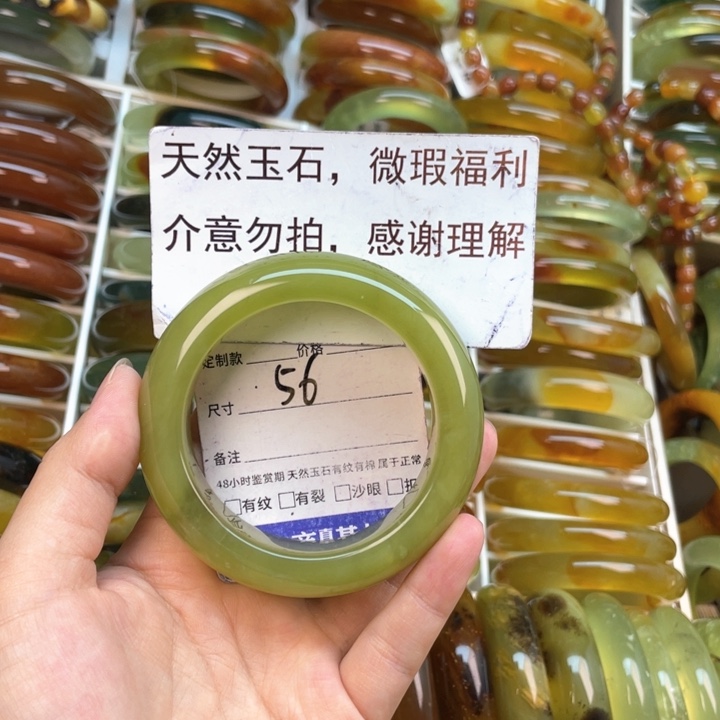 天然玉石，微瑕福利
介意勿拍，感谢理解
定制款 价格
尺寸 56
备注
48小时鉴赏期 天然玉石有纹有棉属于正常
□有纹 □有裂 □沙眼 □